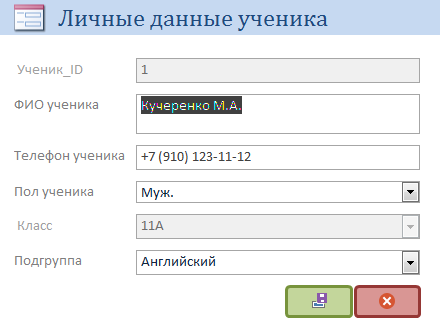 Личные данные ученика
Ученик_ID 1
ФИО ученика Кучеренко М.А.
Телефон ученика +7 (910) 123-11-12
Пол ученика Муж.
Класс 11А
Подгруппа Английский